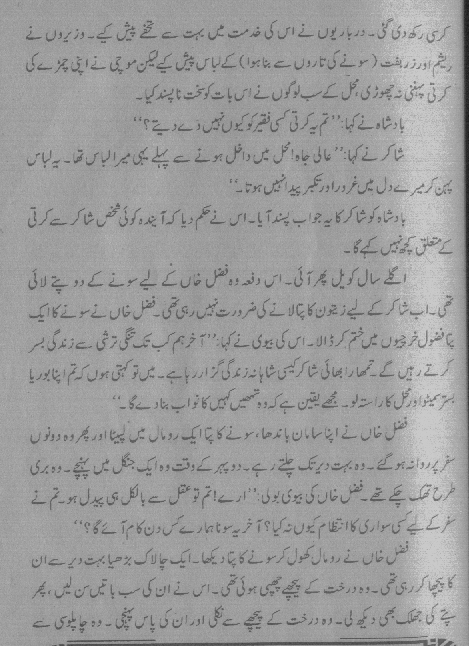 کرسی رکھ دی گئی۔ درباریوں نے اس کی خدمت میں بہت سے تحفے پیش کیے۔ وزیروں نے
ریشم اور زربفت (سونے کی تاروں سے بنا ہوا) کے لباس پیش کیے لیکن موچی نے اپنی چمڑے کی
کرتی پہننی نہ چھوڑی، محل کے سب لوگوں نے اس بات کو سخت ناپسند کیا۔
بادشاہ نے کہا: ’’تم یہ کرتی کسی فقیر کو کیوں نہیں دے دیتے؟‘‘
شاکر نے کہا: ’’عالی جاہ! محل میں داخل ہونے سے پہلے یہی میرا لباس تھا۔ یہ لباس
پہن کر میرے دل میں غرور اور تکبر پیدا نہیں ہوتا۔‘‘
بادشاہ کو شاکر کا یہ جواب پسند آیا۔ اس نے حکم دیا کہ آیندہ کوئی شخص شاکر سے کرتی
کے متعلق کچھ نہیں کہے گا۔
اگلے سال کویل پھر آئی۔ اس دفعہ وہ فضل خاں کے لیے سونے کے دو پتے لائی
تھی۔ اب شاکر کے لیے زیتون کا پتا لانے کی ضرورت نہیں رہی تھی۔ فضل خاں نے سونے کا ایک
پتا فضول خرچیوں میں ختم کر ڈالا۔ اس کی بیوی نے کہا: ’’آخر ہم کب تک تنگی ترشی سے زندگی بسر
کرتے رہیں گے۔ تمھارا بھائی شاکر کیسی شاہانہ زندگی گزار رہا ہے۔ میں تو کہتی ہوں کہ تم اپنا بوریا
بستر سمیٹو اور محل کا راستہ لو۔ مجھے یقین ہے کہ وہ تمھیں کہیں کا نواب بنا دے گا۔‘‘
فضل خاں نے اپنا سامان باندھا، سونے کا پتا ایک رومال میں لپیٹا اور پھر وہ دونوں
سفر پر روانہ ہو گئے۔ وہ بہت دیر تک چلتے رہے۔ دوپہر کے وقت وہ ایک جنگل میں پہنچے۔ وہ بری
طرح تھک چکے تھے۔ فضل خاں کی بیوی بولی: ’’ارے! تم تو عقل سے بالکل ہی پیدل ہو۔ تم نے
سفر کے لیے کسی سواری کا انتظام کیوں نہ کیا؟ آخر یہ سونا ہمارے کس دن کام آئے گا؟‘‘
فضل خاں نے رومال کھول کر سونے کا پتا دیکھا۔ ایک چالاک بڑھیا بہت دیر سے ان
کا پیچھا کر رہی تھی۔ وہ درخت کے پیچھے چھپی ہوئی تھی۔ اس نے ان کی سب باتیں سن لیں، پھر
پتے کی جھلک بھی دیکھ لی۔ وہ درخت کے پیچھے سے نکلی اور ان کی پاس پہنچی۔ وہ چاپلوسی سے